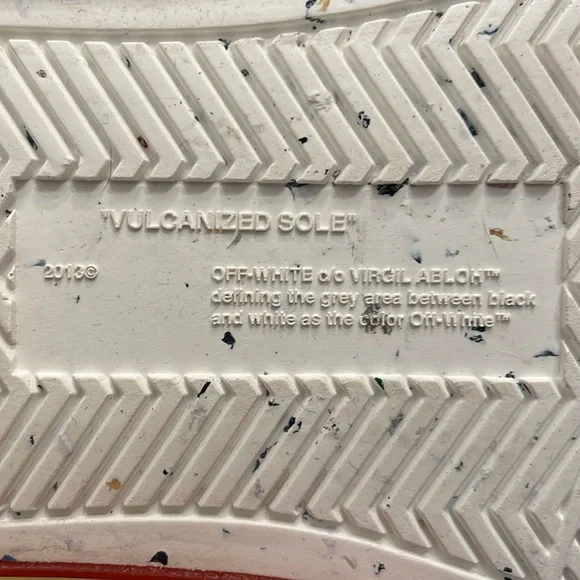 "VULCANIZED SOLE"
2013©
OFF-WHITE c/o VIRGIL ABLOH™
defining the grey area between black
and white as the color Off-White™